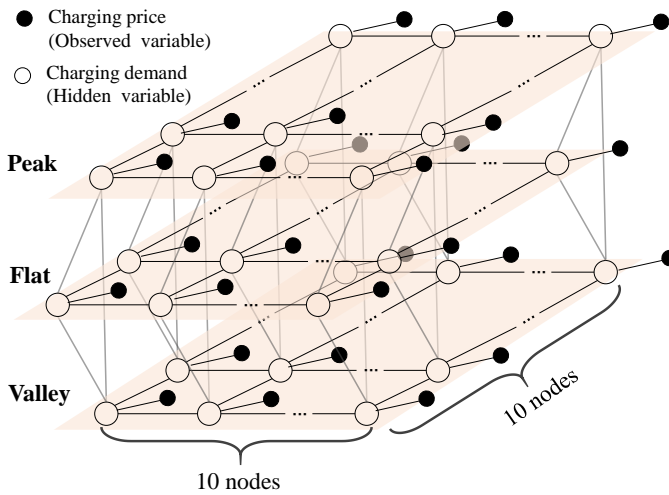 Charging price
(Observed variable)
Charging demand
(Hidden variable)
...
...
...
...
Peak
...
...
...
...
Flat
...
...
...
...
Valley
...
10 nodes
10 nodes